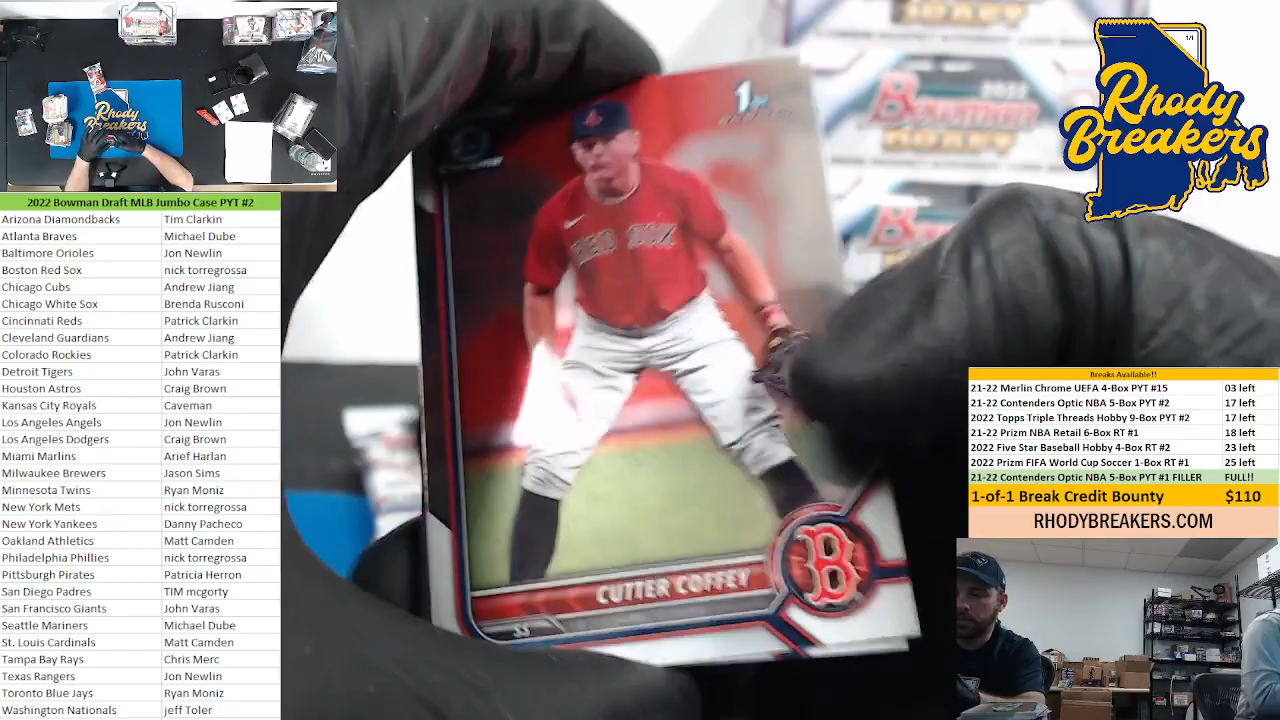 2022 Bowman Draft MLB Jumbo Case PYT #2
Arizona Diamondbacks Tim Clarkin
Atlanta Braves Michael Dube
Baltimore Orioles Jon Newlin
Boston Red Sox nick torregrossa
Chicago Cubs Andrew Jiang
Chicago White Sox Brenda Rusconi
Cincinnati Reds Patrick Clarkin
Cleveland Guardians Andrew Jiang
Colorado Rockies Patrick Clarkin
Detroit Tigers John Varas
Houston Astros Craig Brown
Kansas City Royals Caveman
Los Angeles Angels Jon Newlin
Los Angeles Dodgers Craig Brown
Miami Marlins Arief Harlan
Milwaukee Brewers Jason Sims
Minnesota Twins Ryan Moniz
New York Mets nick torregrossa
New York Yankees Danny Pacheco
Oakland Athletics Matt Camden
Philadelphia Phillies nick torregrossa
Pittsburgh Pirates Patricia Herron
San Diego Padres TIM mcgorty
San Francisco Giants John Varas
Seattle Mariners Michael Dube
St. Louis Cardinals Matt Camden
Tampa Bay Rays Chris Merc
Texas Rangers Jon Newlin
Toronto Blue Jays Ryan Moniz
Washington Nationals jeff Toler
Rhody
Breakers
1st
RED SOX
CUTTER COFFEY
SS
B
2022
Bowman
DRAFT
1/1
Rhody
Breakers
Breaks Available!!
21-22 Merlin Chrome UEFA 4-Box PYT #15 03 left
21-22 Contenders Optic NBA 5-Box PYT #2 17 left
2022 Topps Triple Threads Hobby 9-Box PYT #2 17 left
21-22 Prizm NBA Retail 6-Box RT #1 18 left
2022 Five Star Baseball Hobby 4-Box RT #2 23 left
2022 Prizm FIFA World Cup Soccer 1-Box RT #1 25 left
21-22 Contenders Optic NBA 5-Box PYT #1 FILLER FULL!!
1-of-1 Break Credit Bounty $110
RHODYBREAKERS.COM